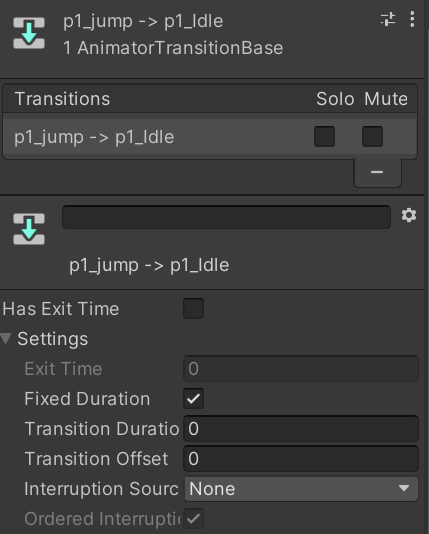 p1_jump -> p1_Idle
1 AnimatorTransitionBase
Transitions Solo Mute
p1_jump -> p1_Idle
p1_jump -> p1_Idle
Has Exit Time
Settings
Exit Time 0
Fixed Duration
Transition Duratio 0
Transition Offset 0
Interruption Sourc None
Ordered Interrupti